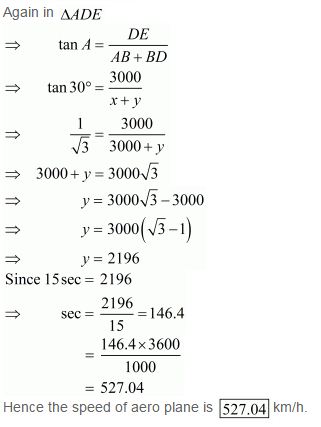 Again in △ADE
⇒ tan A = DE / (AB + BD)
⇒ tan 30° = 3000 / (x + y)
⇒ 1/√3 = 3000 / (3000 + y)
⇒ 3000 + y = 3000√3
⇒ y = 3000√3 − 3000
⇒ y = 3000(√3 − 1)
⇒ y = 2196
Since 15 sec = 2196
⇒ sec = 2196/15 = 146.4
= (146.4 × 3600)/1000
= 527.04
Hence the speed of aero plane is 527.04 km/h.